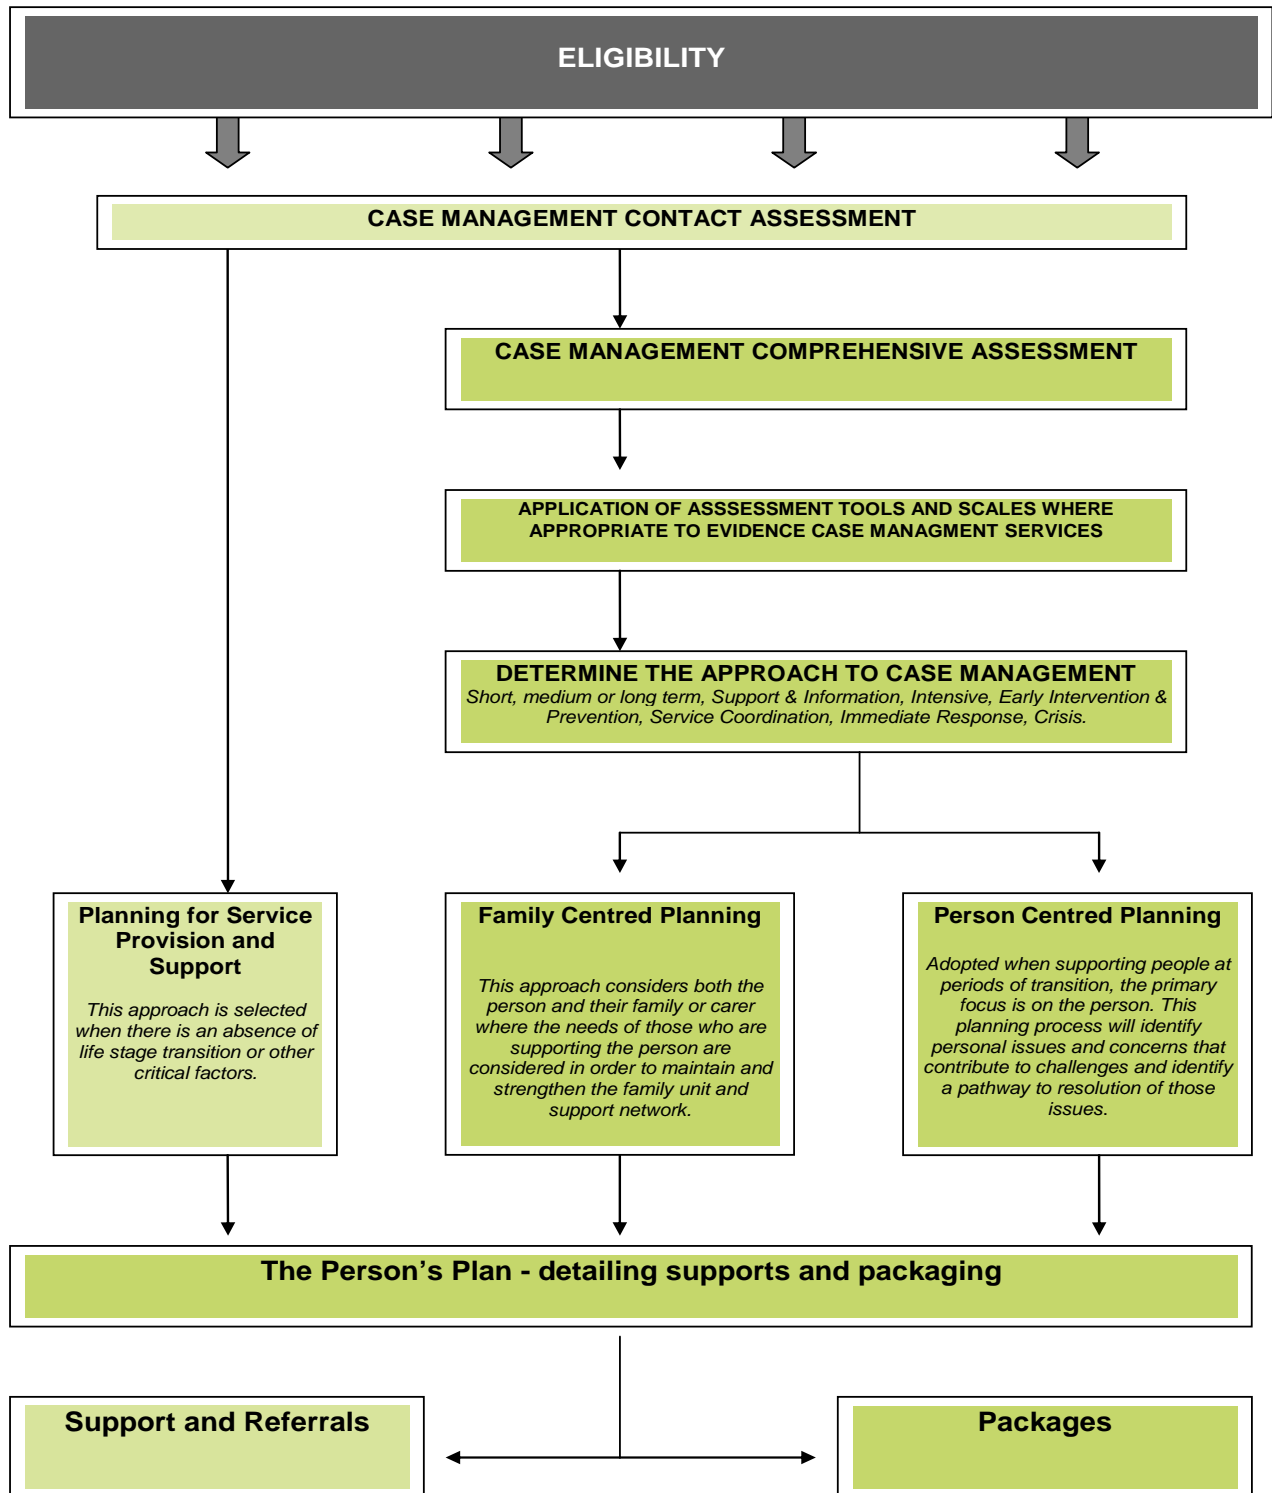 ELIGIBILITY
CASE MANAGEMENT CONTACT ASSESSMENT
CASE MANAGEMENT COMPREHENSIVE ASSESSMENT
APPLICATION OF ASSSESSMENT TOOLS AND SCALES WHERE
APPROPRIATE TO EVIDENCE CASE MANAGMENT SERVICES
DETERMINE THE APPROACH TO CASE MANAGEMENT
Short, medium or long term, Support & Information, Intensive, Early Intervention &
Prevention, Service Coordination, Immediate Response, Crisis.
Planning for Service
Provision and
Support
This approach is selected
when there is an absence of
life stage transition or other
critical factors.
Family Centred Planning
This approach considers both the
person and their family or carer
where the needs of those who are
supporting the person are
considered in order to maintain and
strengthen the family unit and
support network.
Person Centred Planning
Adopted when supporting people at
periods of transition, the primary
focus is on the person. This
planning process will identify
personal issues and concerns that
contribute to challenges and identify
a pathway to resolution of those
issues.
The Person's Plan - detailing supports and packaging
Support and Referrals
Packages